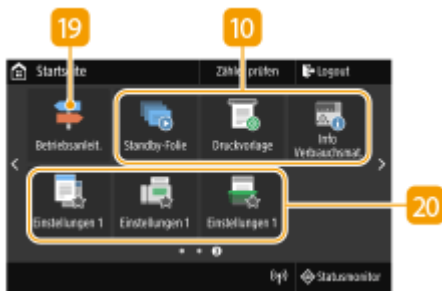 19 10
Startseite Zähler prüfen Logout
Betriebsanleit. Standby-Folie Druckvorlage Info
Verbrauchsmat.
Einstellungen 1 Einstellungen 1 Einstellungen 1
20
3
Statusmonitor